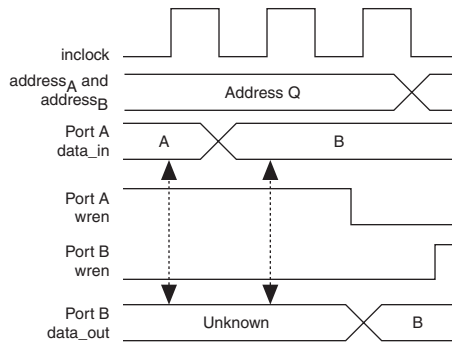 inclock
address_A and
address_B
Address Q
Port A
data_in
A
B
Port A
wren
Port B
wren
Port B
data_out
Unknown
B